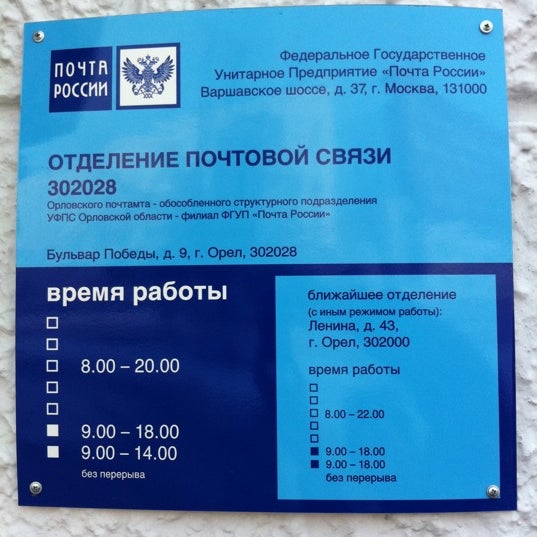 ПОЧТА
РОССИИ
Федеральное Государственное
Унитарное Предприятие «Почта России»
Варшавское шоссе, д. 37, г. Москва, 131000
ОТДЕЛЕНИЕ ПОЧТОВОЙ СВЯЗИ
302028
Орловского почтамта - обособленного структурного подразделения
УФПС Орловской области - филиал ФГУП «Почта России»
Бульвар Победы, д. 9, г. Орел, 302028
время работы
8.00 – 20.00
9.00 – 18.00
9.00 – 14.00
без перерыва
ближайшее отделение
(с иным режимом работы):
Ленина, д. 43,
г. Орел, 302000
время работы
8.00 – 22.00
9.00 – 18.00
9.00 – 18.00
без перерыва